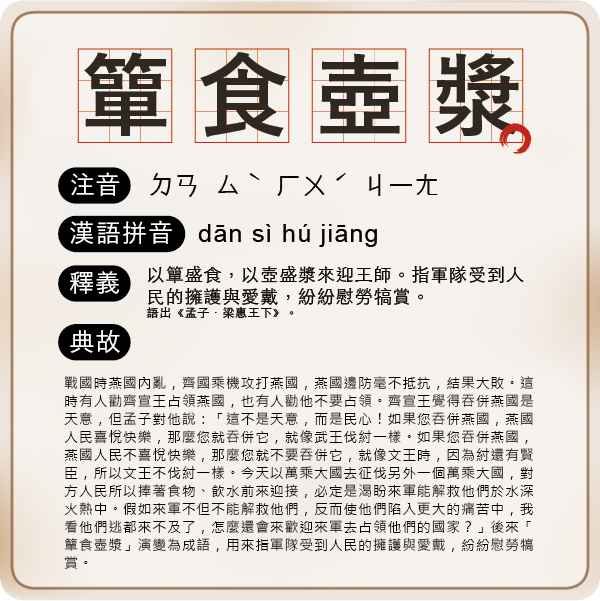 簞食壺漿
注音 ㄉㄢ ㄙˋ ㄏㄨˊ ㄐㄧㄤ
漢語拼音 dān sì hú jiāng
釋義 以簞盛食，以壺盛漿來迎王師。指軍隊受到人
民的擁護與愛戴，紛紛慰勞犒賞。
語出《孟子．梁惠王下》。
典故
戰國時燕國內亂，齊國乘機攻打燕國，燕國邊防毫不抵抗，結果大敗。這
時有人勸齊宣王占領燕國，也有人勸他不要占領。齊宣王覺得吞併燕國是
天意，但孟子對他說：「這不是天意，而是民心！如果您吞併燕國，燕國
人民喜悅快樂，那麼您就吞併它，就像武王伐紂一樣。如果您吞併燕國，
燕國人民不喜悅快樂，那麼您就不要吞併它，就像文王時，因為紂還有賢
臣，所以文王不伐紂一樣。今天以萬乘大國去征伐另外一個萬乘大國，對
方人民所以捧著食物、飲水前來迎接，必定是渴盼來軍能解救他們於水深
火熱中。假如來軍不但不能解救他們，反而使他們陷入更大的痛苦中，我
看他們逃都來不及了，怎麼還會來歡迎來軍去占領他們的國家？」後來「
簞食壺漿」演變為成語，用來指軍隊受到人民的擁護與愛戴，紛紛慰勞犒
賞。